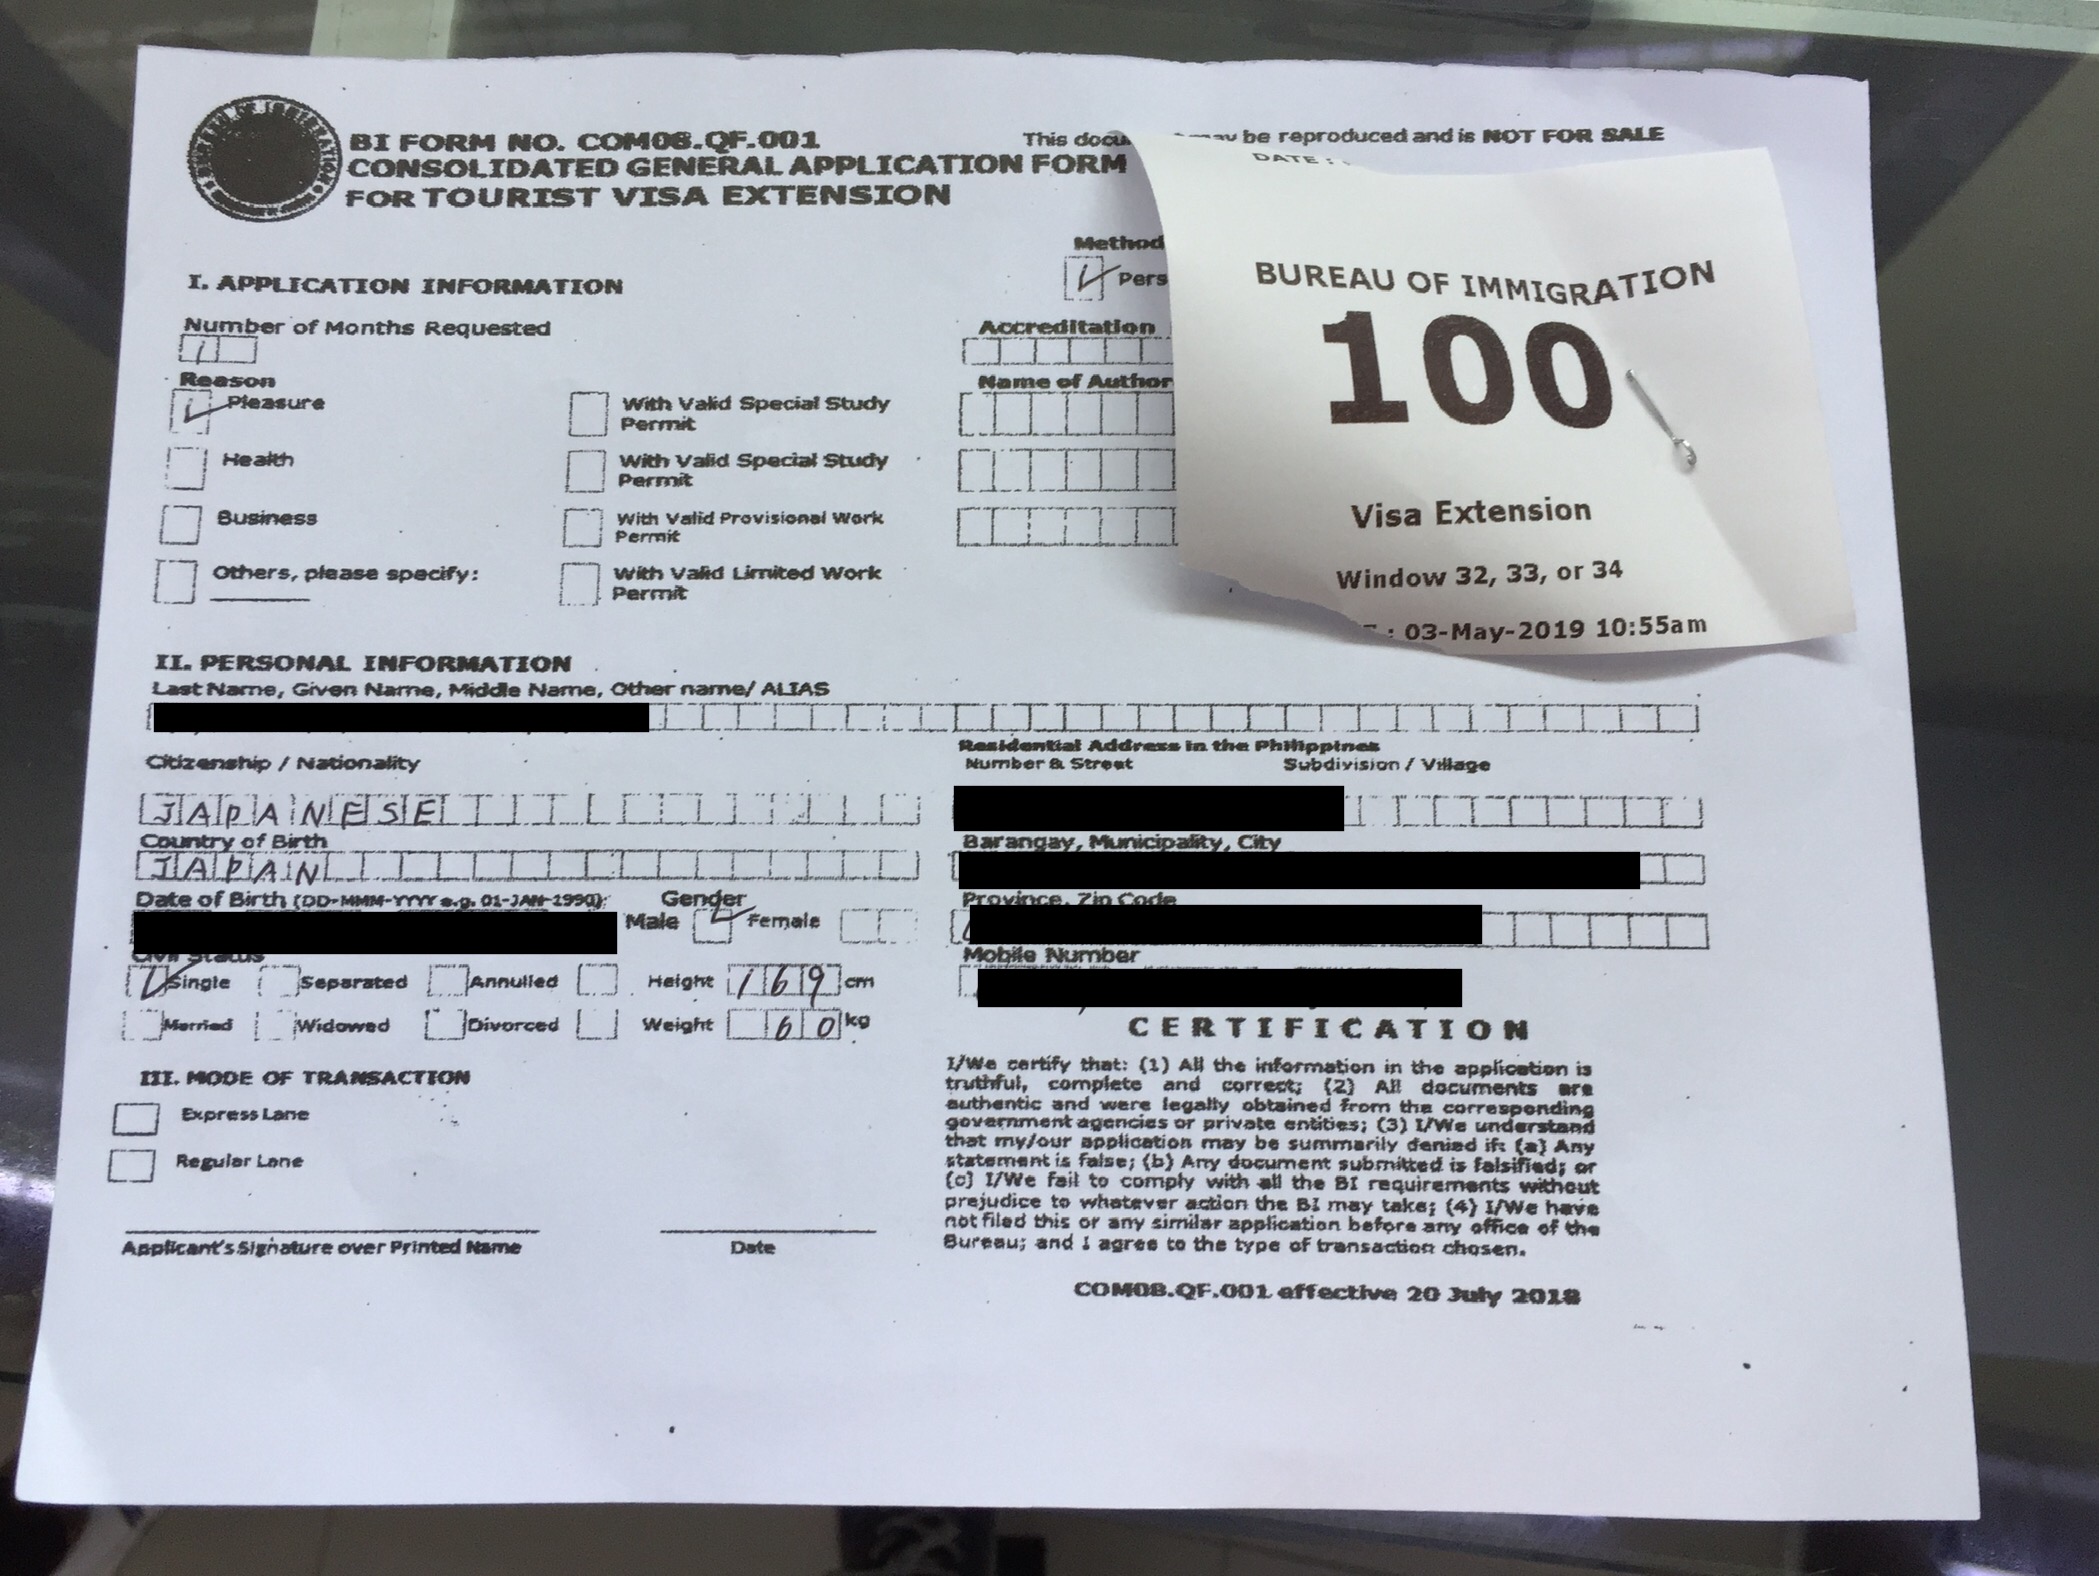 BI FORM NO. COM08.QF.001
CONSOLIDATED GENERAL APPLICATION FORM
FOR TOURIST VISA EXTENSION
This docu
may be reproduced and is NOT FOR SALE
DATE :
BUREAU OF IMMIGRATION
100
Visa Extension
Window 32, 33, or 34
: 03-May-2019 10:55am
Method
Pers
I. APPLICATION INFORMATION
Number of Months Requested
1
Accreditation
Reason
Name of Author
Pleasure
With Valid Special Study
Permit
Health
With Valid Special Study
Permit
Business
With Valid Provisional Work
Permit
Others, please specify:
With Valid Limited Work
Permit
II. PERSONAL INFORMATION
Last Name, Given Name, Middle Name, Other name/ ALIAS
Citizenship / Nationality
JAPANESE
Country of Birth
JAPAN
Date of Birth (DD-MMM-YYYY e.g. 01-JAN-1990):
Gender
Male
Female
Civil Status
Single
Separated
Annulled
Height 169 cm
Married
Widowed
Divorced
Weight 60 kg
Residential Address in the Philippines
Number & Street
Subdivision / Village
Barangay, Municipality, City
Province, Zip Code
Mobile Number
III. MODE OF TRANSACTION
Express Lane
Regular Lane
Applicant's Signature over Printed Name
Date
CERTIFICATION
I/We certify that: (1) All the information in the application is
truthful, complete and correct; (2) All documents are
authentic and were legally obtained from the corresponding
government agencies or private entities; (3) I/We understand
that my/our application may be summarily denied if: (a) Any
statement is false; (b) Any document submitted is falsified; or
(c) I/We fail to comply with all the BI requirements without
prejudice to whatever action the BI may take; (4) I/We have
not filed this or any similar application before any office of the
Bureau; and I agree to the type of transaction chosen.
COM08.QF.001 effective 20 July 2018